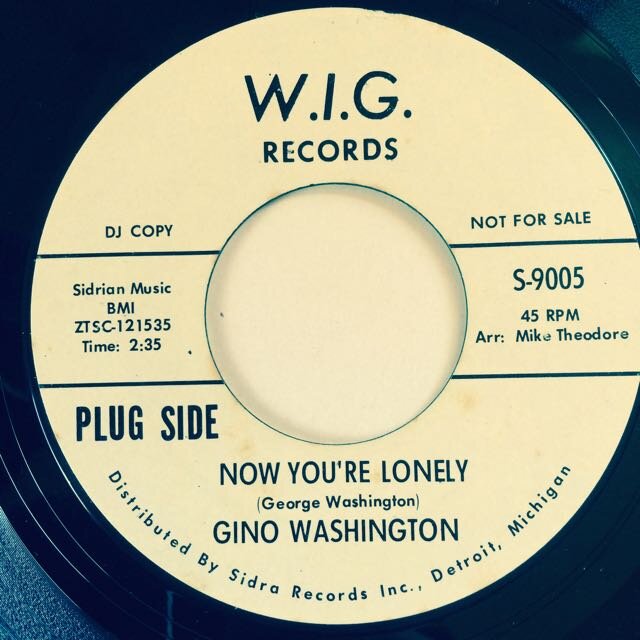 W.I.G.
RECORDS
DJ COPY
NOT FOR SALE
Sidrian Music
BMI
ZTSC-121535
Time: 2:35
S-9005
45 RPM
Arr: Mike Theodore
PLUG SIDE
NOW YOU'RE LONELY
(George Washington)
GINO WASHINGTON
Distributed By Sidra Records Inc., Detroit, Michigan